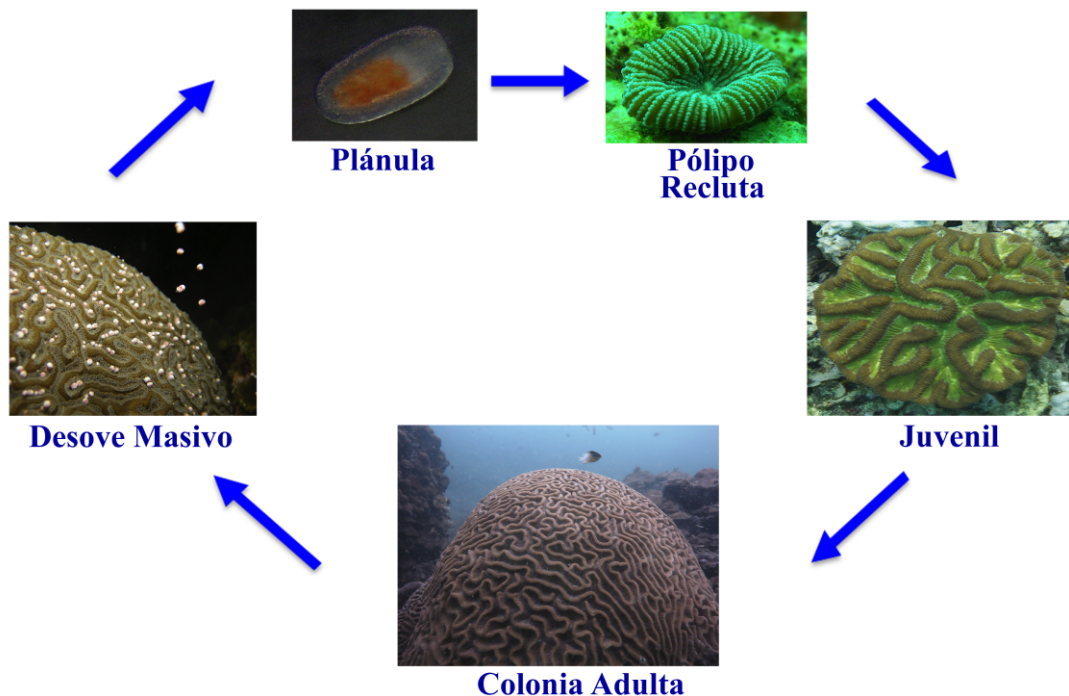 Plánula
Pólipo
Recluta
Juvenil
Colonia Adulta
Desove Masivo